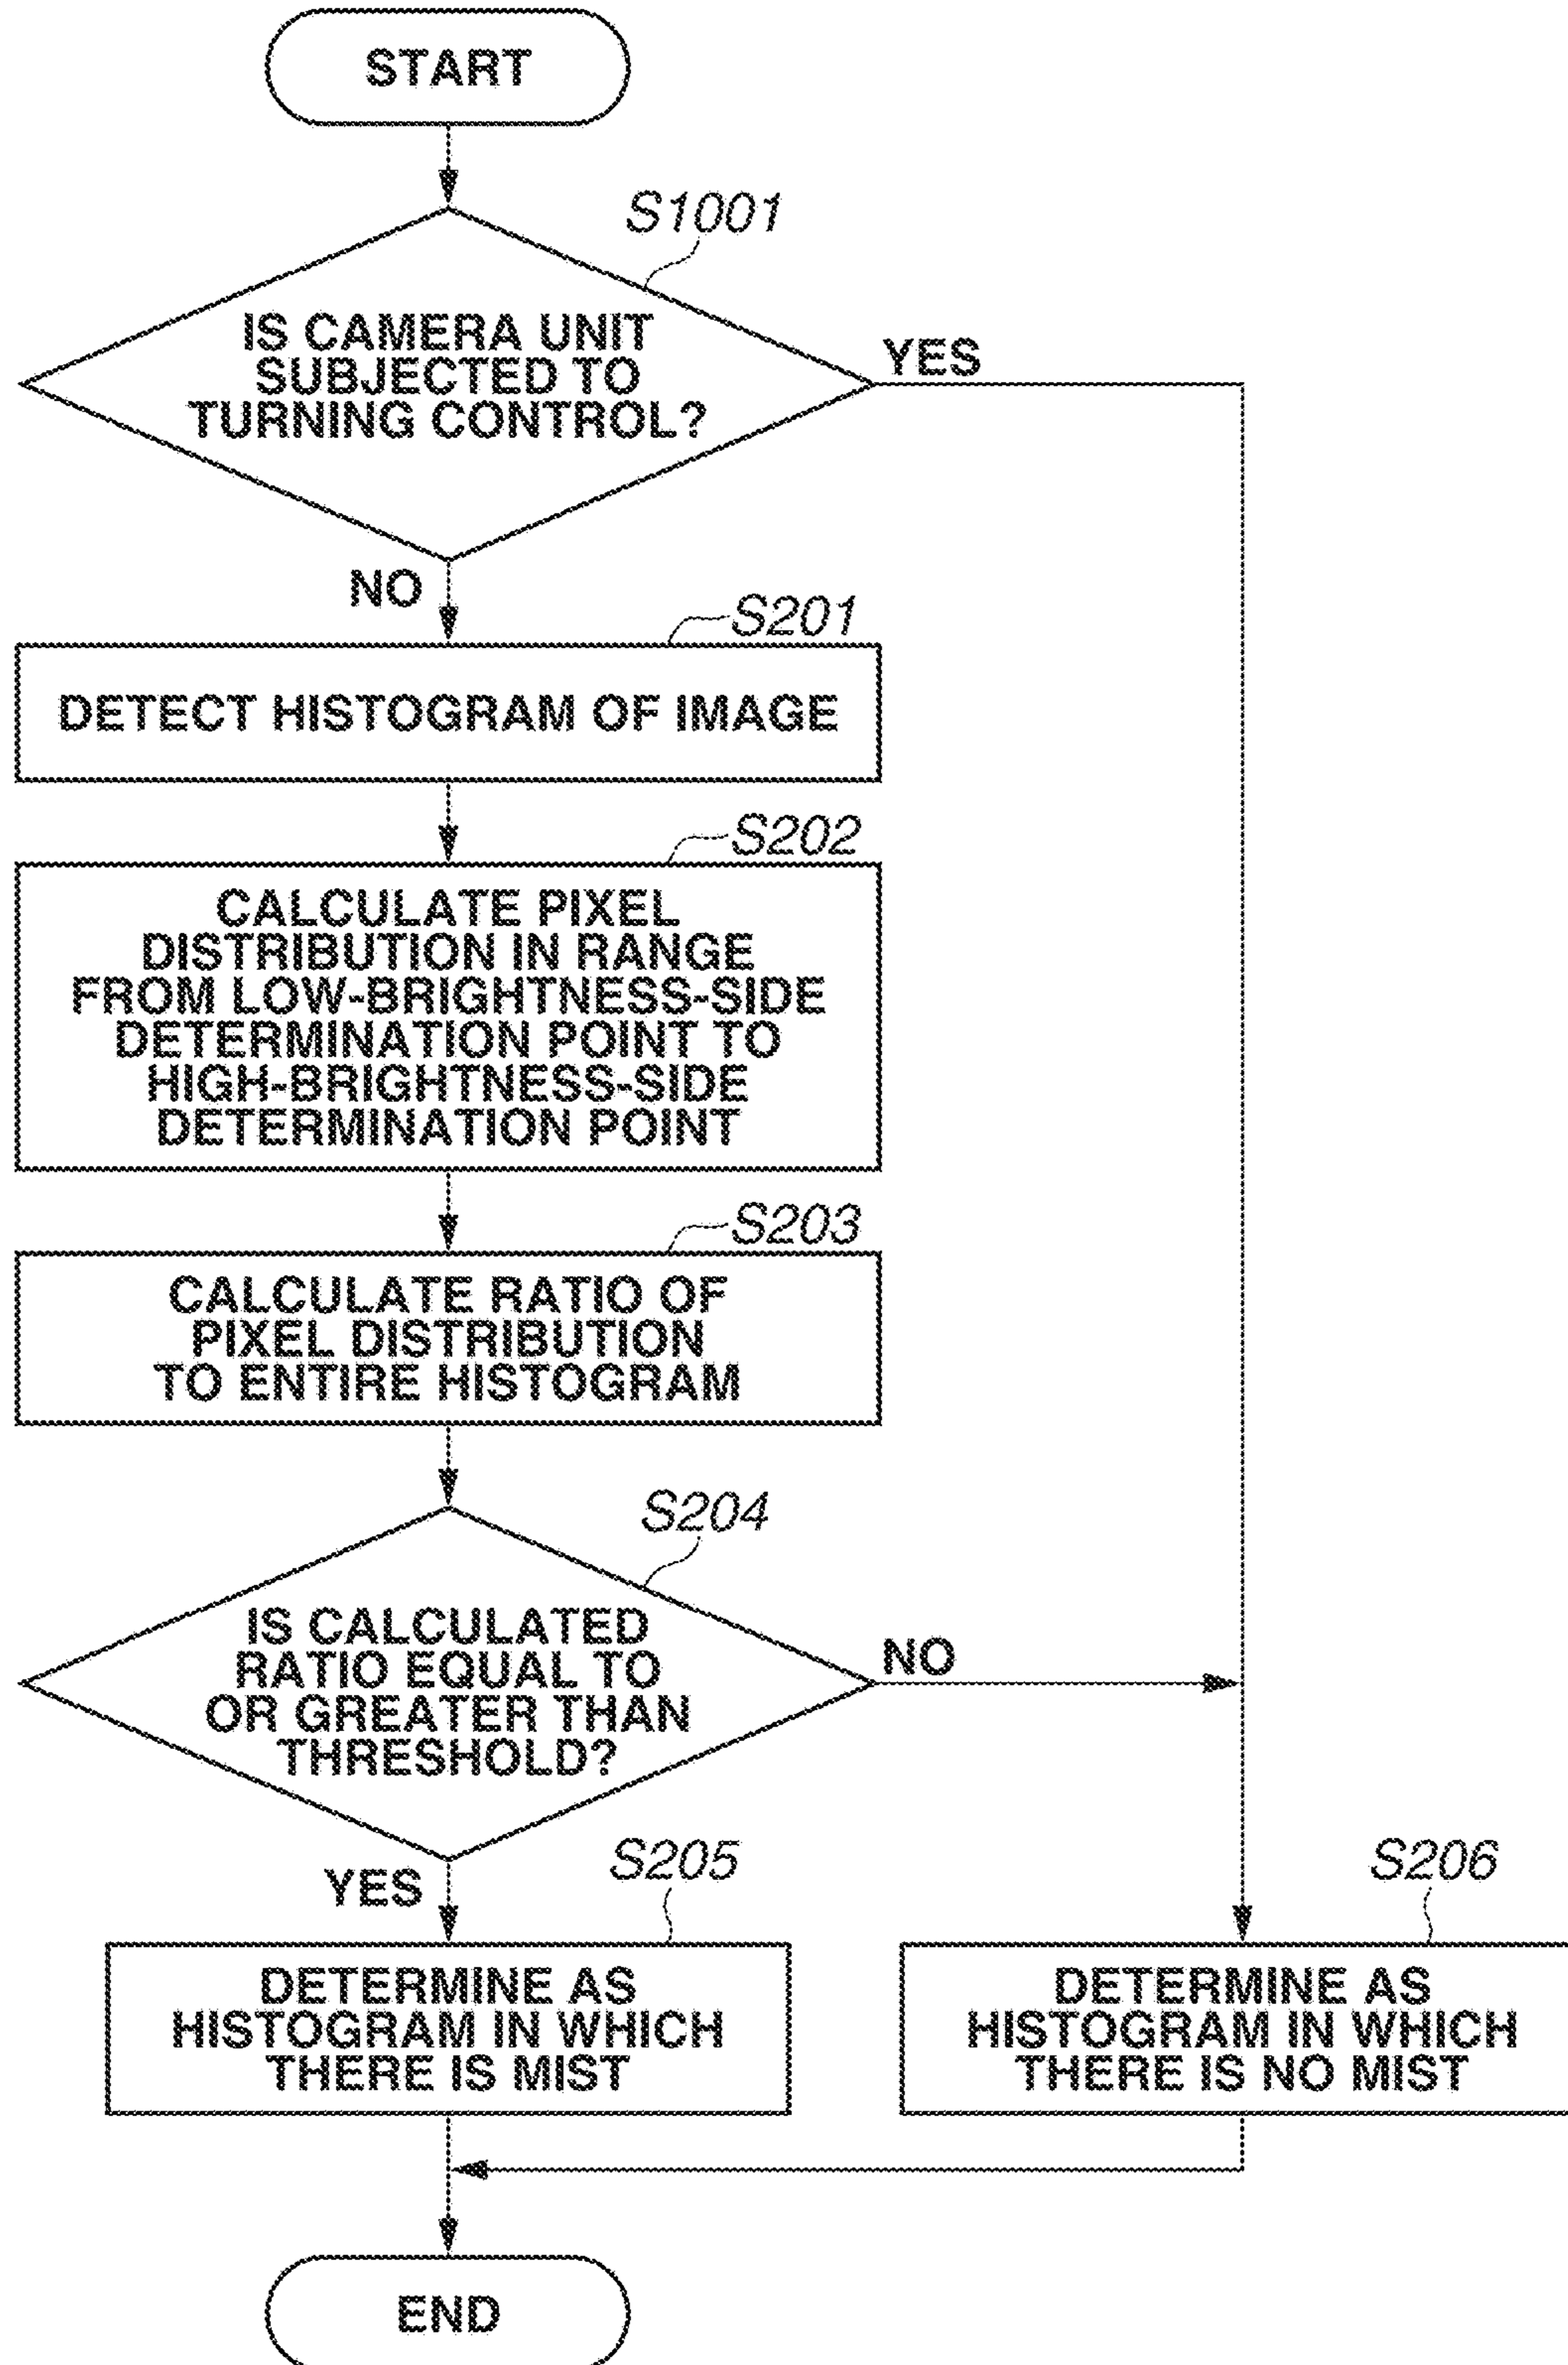 START
S1001
IS CAMERA UNIT
SUBJECTED TO
TURNING CONTROL?
YES
NO
S201
DETECT HISTOGRAM OF IMAGE
S202
CALCULATE PIXEL
DISTRIBUTION IN RANGE
FROM LOW-BRIGHTNESS-SIDE
DETERMINATION POINT TO
HIGH-BRIGHTNESS-SIDE
DETERMINATION POINT
S203
CALCULATE RATIO OF
PIXEL DISTRIBUTION
TO ENTIRE HISTOGRAM
S204
IS CALCULATED
RATIO EQUAL TO
OR GREATER THAN
THRESHOLD?
NO
YES
S205
DETERMINE AS
HISTOGRAM IN WHICH
THERE IS MIST
S206
DETERMINE AS
HISTOGRAM IN WHICH
THERE IS NO MIST
END